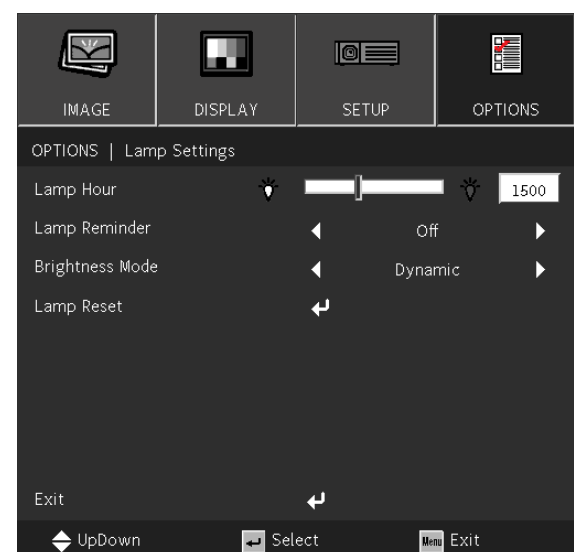 IMAGE DISPLAY SETUP OPTIONS
OPTIONS | Lamp Settings
Lamp Hour 1500
Lamp Reminder Off
Brightness Mode Dynamic
Lamp Reset
Exit
UpDown Select Menu Exit